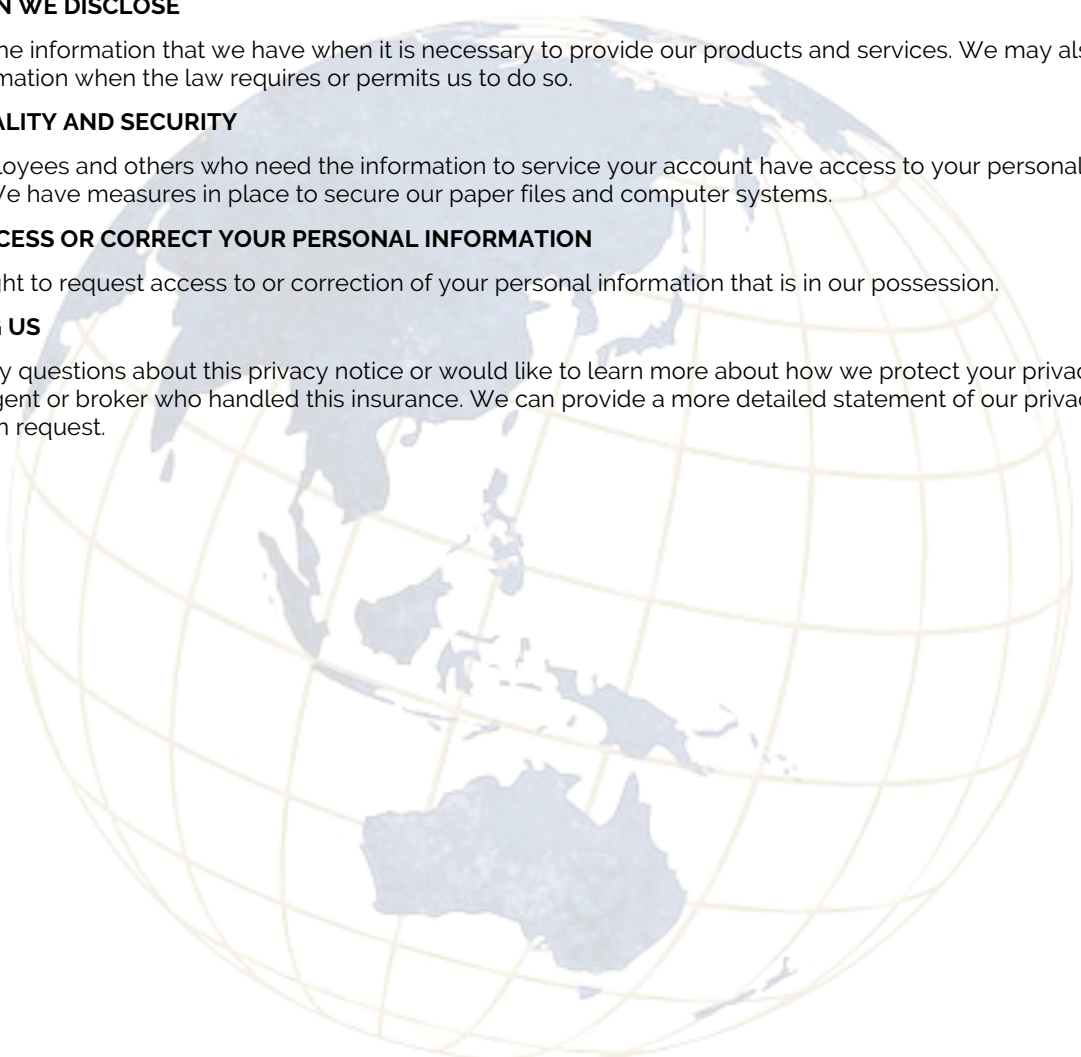 N WE DISCLOSE
he information that we have when it is necessary to provide our products and services. We may als
mation when the law requires or permits us to do so.
ALITY AND SECURITY
loyees and others who need the information to service your account have access to your personal
We have measures in place to secure our paper files and computer systems.
CESS OR CORRECT YOUR PERSONAL INFORMATION
ght to request access to or correction of your personal information that is in our possession.
G US
y questions about this privacy notice or would like to learn more about how we protect your privac
gent or broker who handled this insurance. We can provide a more detailed statement of our privac
n request.